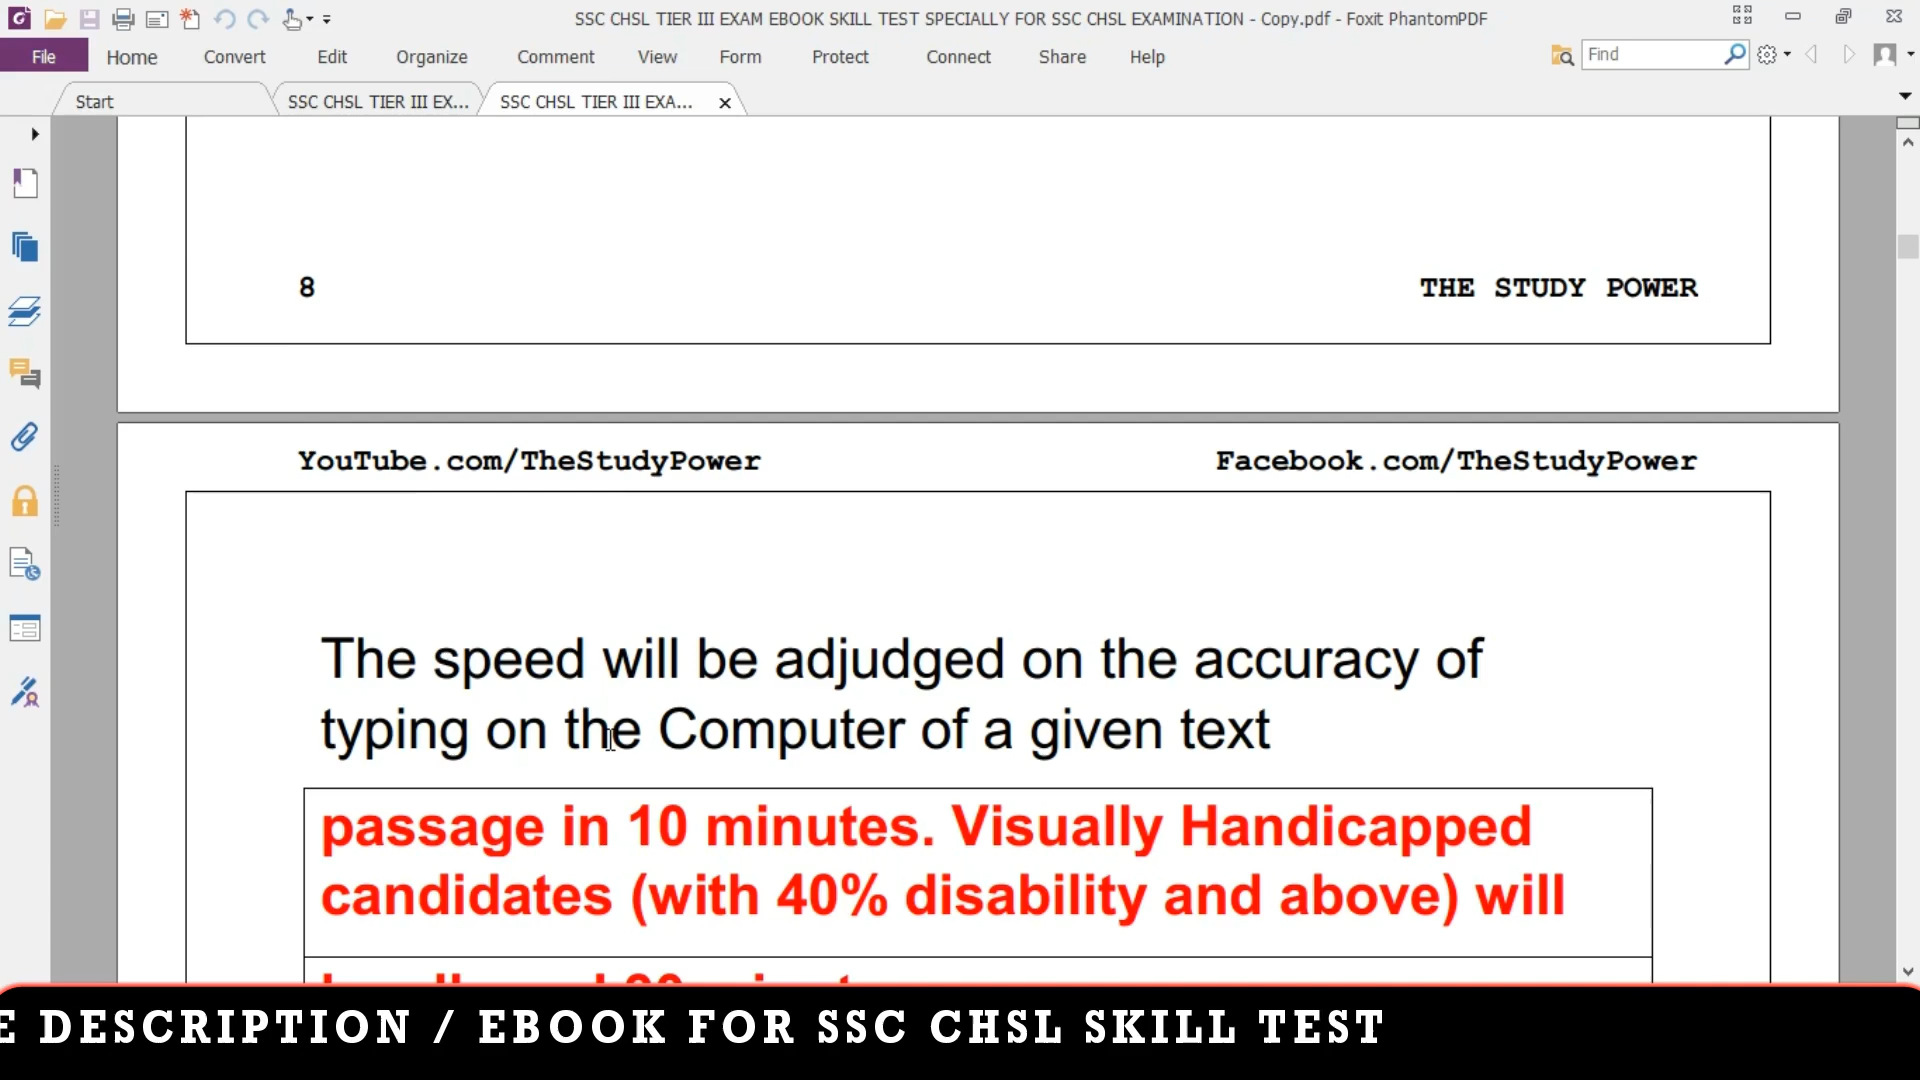 SSC CHSL TIER III EXAM EBOOK SKILL TEST SPECIALLY FOR SSC CHSL EXAMINATION - Copy.pdf - Foxit PhantomPDF
File Home Convert Edit Organize Comment View Form Protect Connect Share Help Find
Start SSC CHSL TIER III EX... SSC CHSL TIER III EXA...
8 THE STUDY POWER
YouTube.com/TheStudyPower Facebook.com/TheStudyPower
The speed will be adjudged on the accuracy of
typing on the Computer of a given text
passage in 10 minutes. Visually Handicapped
candidates (with 40% disability and above) will
E DESCRIPTION / EBOOK FOR SSC CHSL SKILL TEST